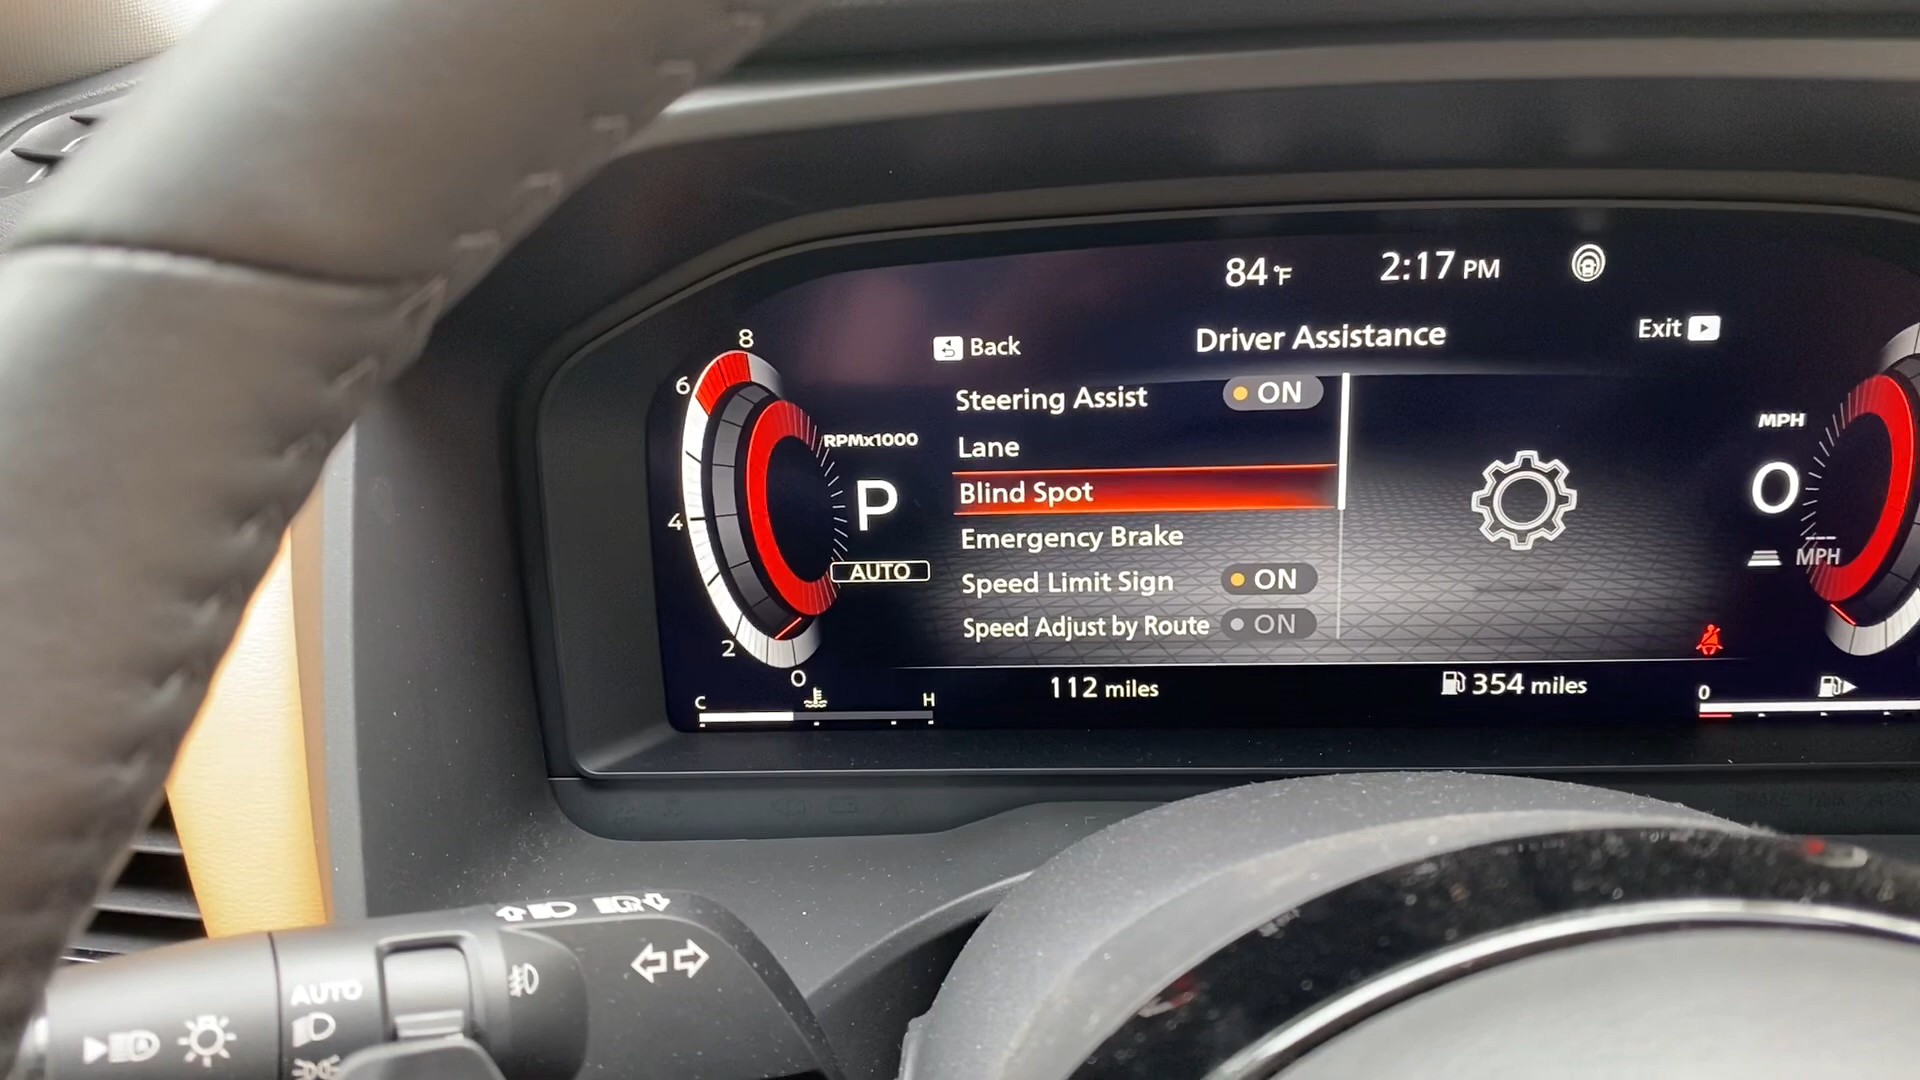 84°F
2:17 PM
Back
Driver Assistance
Exit
Steering Assist ON
Lane
Blind Spot
Emergency Brake
Speed Limit Sign ON
Speed Adjust by Route ON
8
6
4
2
0
RPMx1000
P
AUTO
MPH
0
--- MPH
C H
112 miles
354 miles
0
AUTO